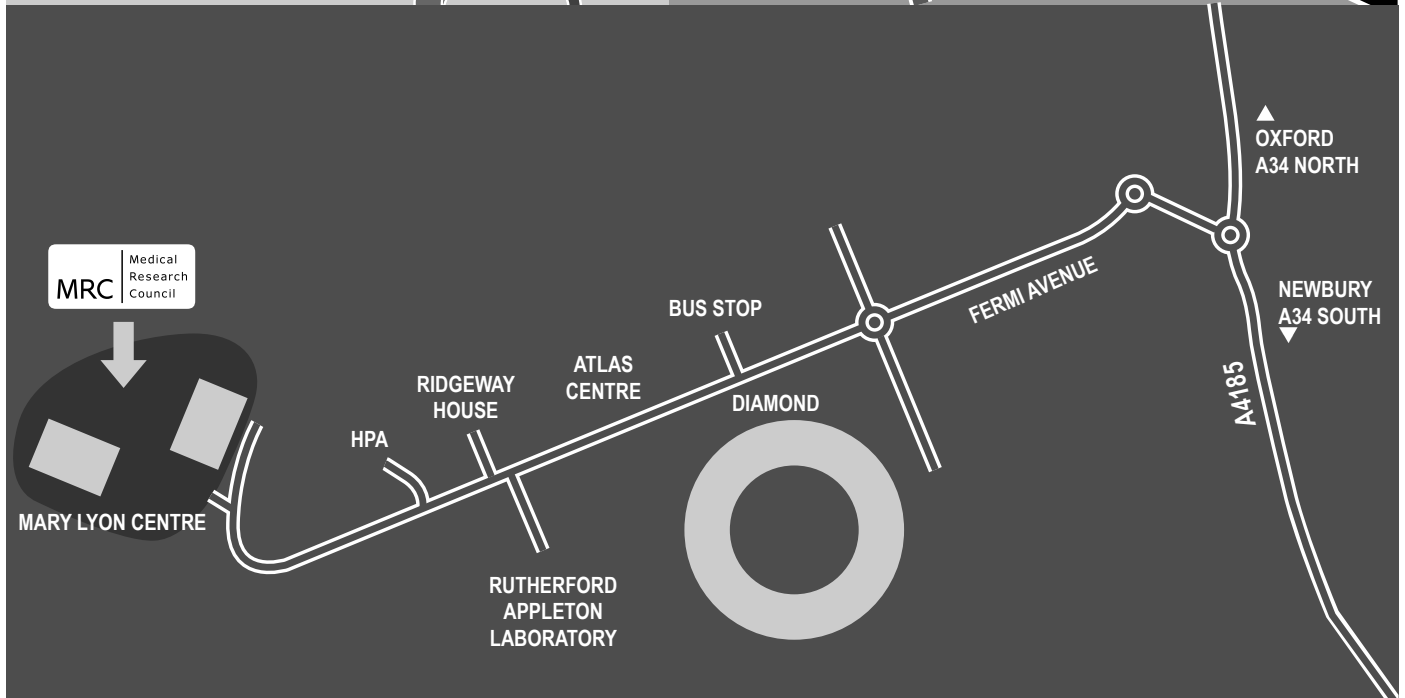 OXFORD
A34 NORTH
MRC
Medical
Research
Council
FERMI AVENUE
NEWBURY
A34 SOUTH
BUS STOP
ATLAS
CENTRE
A4185
RIDGEWAY
HOUSE
DIAMOND
HPA
MARY LYON CENTRE
RUTHERFORD
APPLETON
LABORATORY